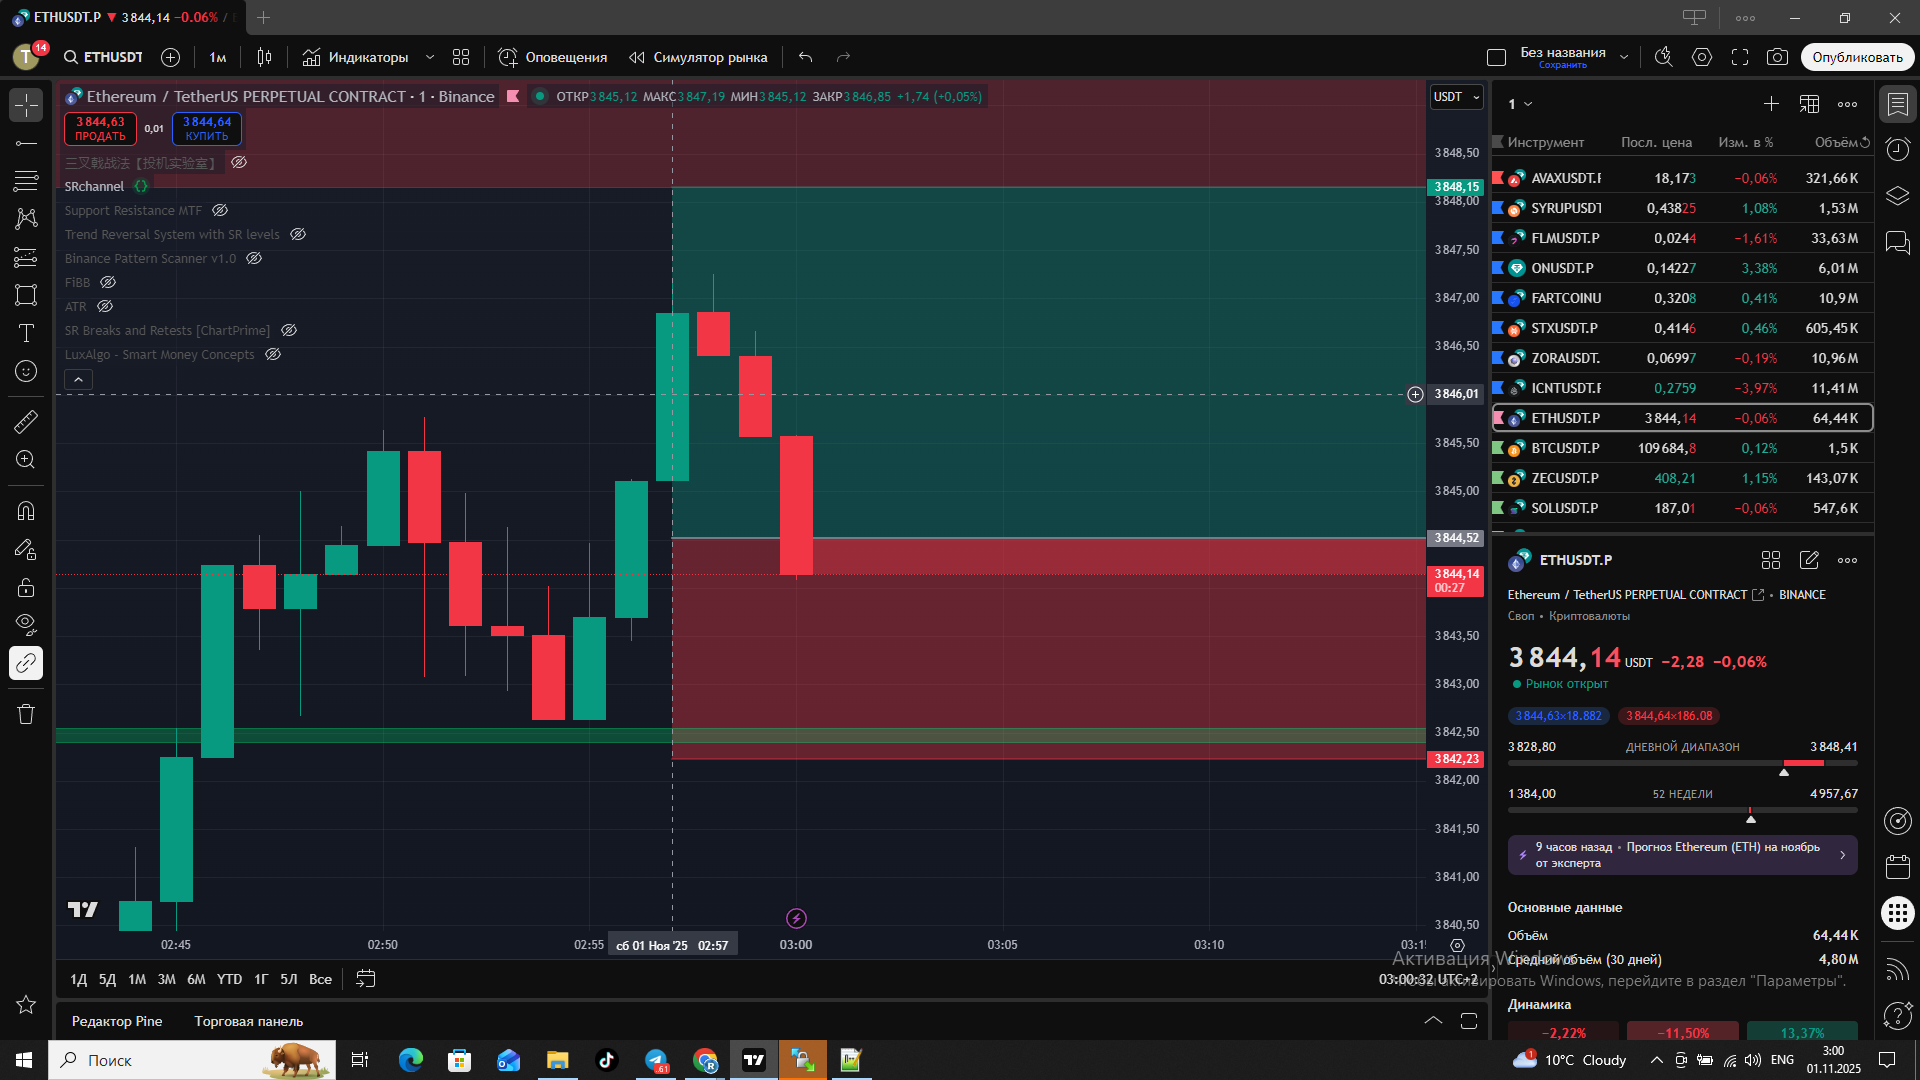 ETHUSDT.P ▼ 3 844,14 −0.06% /
T 14 ETHUSDT 1м Индикаторы Оповещения Симулятор рынка Без названия Сохранить Опубликовать
Ethereum / TetherUS PERPETUAL CONTRACT · 1 · Binance ОТКР3 845,12 МАКС3 847,19 МИН3 845,12 ЗАКР3 846,85 +1,74 (+0,05%)
3 844,63 ПРОДАТЬ 0,01 3 844,64 КУПИТЬ
三叉戟战法【投机实验室】
SRchannel {}
Support Resistance MTF
Trend Reversal System with SR levels
Binance Pattern Scanner v1.0
FiBB
ATR
SR Breaks and Retests [ChartPrime]
LuxAlgo - Smart Money Concepts
USDT
3 848,50
3 848,15
3 848,00
3 847,50
3 847,00
3 846,50
3 846,01
3 845,50
3 845,00
3 844,52
3 844,14
00:27
3 843,50
3 843,00
3 842,50
3 842,23
3 842,00
3 841,50
3 841,00
3 840,50
02:45 02:50 02:55 сб 01 Ноя '25 02:57 03:00 03:05 03:10 03:1
1Д 5Д 1М 3М 6М YTD 1Г 5Л Все 03:00:32 UTC+2
Редактор Pine Торговая панель
1
Инструмент Посл. цена Изм. в % Объём
AVAXUSDT.F 18,173 −0,06% 321,66 K
SYRUPUSDT 0,43825 1,08% 1,53 M
FLMUSDT.P 0,0244 −1,61% 33,63 M
ONUSDT.P 0,14227 3,38% 6,01 M
FARTCOINU 0,3208 0,41% 10,9 M
STXUSDT.P 0,4146 0,46% 605,45 K
ZORAUSDT. 0,06997 −0,19% 10,96 M
ICNTUSDT.F 0,2759 −3,97% 11,41 M
ETHUSDT.P 3 844,14 −0,06% 64,44 K
BTCUSDT.P 109 684,8 0,12% 1,5 K
ZECUSDT.P 408,21 1,15% 143,07 K
SOLUSDT.P 187,01 −0,06% 547,6 K
ETHUSDT.P
Ethereum / TetherUS PERPETUAL CONTRACT • BINANCE
Своп • Криптовалюты
3 844,14 USDT −2,28 −0,06%
Рынок открыт
3 844,63×18.882 3 844,64×186.08
3 828,80 ДНЕВНОЙ ДИАПАЗОН 3 848,41
1 384,00 52 НЕДЕЛИ 4 957,67
9 часов назад • Прогноз Ethereum (ETH) на ноябрь
от эксперта
Основные данные
Объём 64,44 K
Средний объём (30 дней) 4,80 M
Активация Windows
Чтобы активировать Windows, перейдите в раздел "Параметры".
Динамика
−2,22% −11,50% 13,37%
Поиск 61 R 1 10°C Cloudy ENG 3:00
01.11.2025